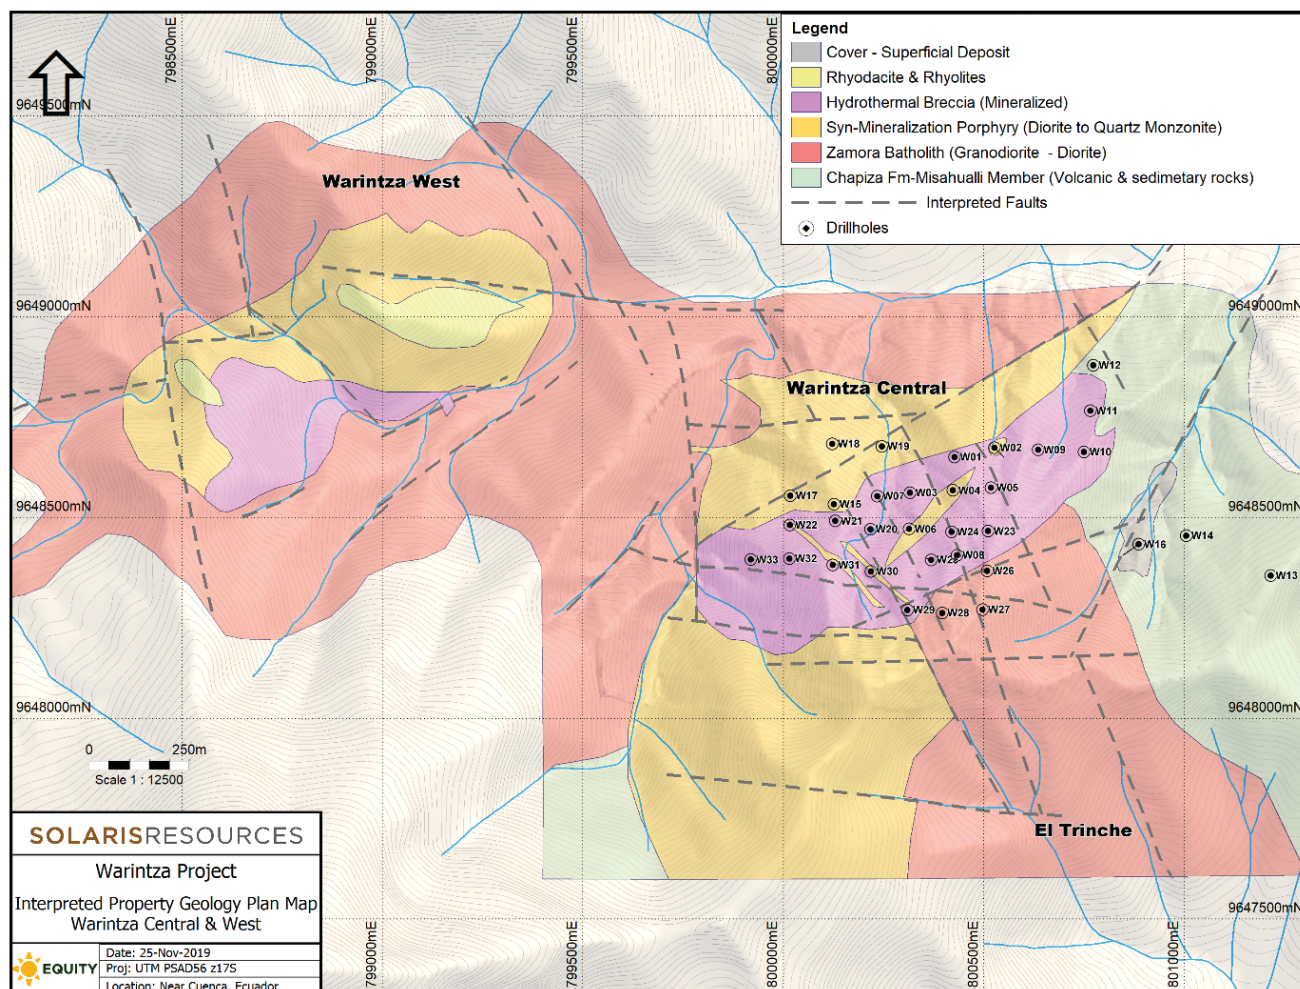 798500mE
799000mE
799500mE
800000mE
Legend
Cover - Superficial Deposit
Rhyodacite & Rhyolites
Hydrothermal Breccia (Mineralized)
Syn-Mineralization Porphyry (Diorite to Quartz Monzonite)
Zamora Batholith (Granodiorite - Diorite)
Chapiza Fm-Misahualli Member (Volcanic & sedimetary rocks)
Interpreted Faults
Drillholes
9649500mN
Warintza West
9649000mN
9649000mN
W12
Warintza Central
W11
W18
W19
W01
W02
W09
W10
W17
W15
W07
W03
W04
W05
9648500mN
9648500mN
W22
W21
W20
W06
W24
W23
W14
W16
W33
W32
W31
W30
W08
W26
W13
W29
W28
W27
9648000mN
9648000mN
0 250m
Scale 1 : 12500
El Trinche
SOLARISRESOURCES
Warintza Project
Interpreted Property Geology Plan Map
Warintza Central & West
EQUITY
Date: 25-Nov-2019
Proj: UTM PSAD56 z17S
Location: Near Cuenca, Ecuador
9647500mN
799000mE
799500mE
800000mE
800500mE
801000mE